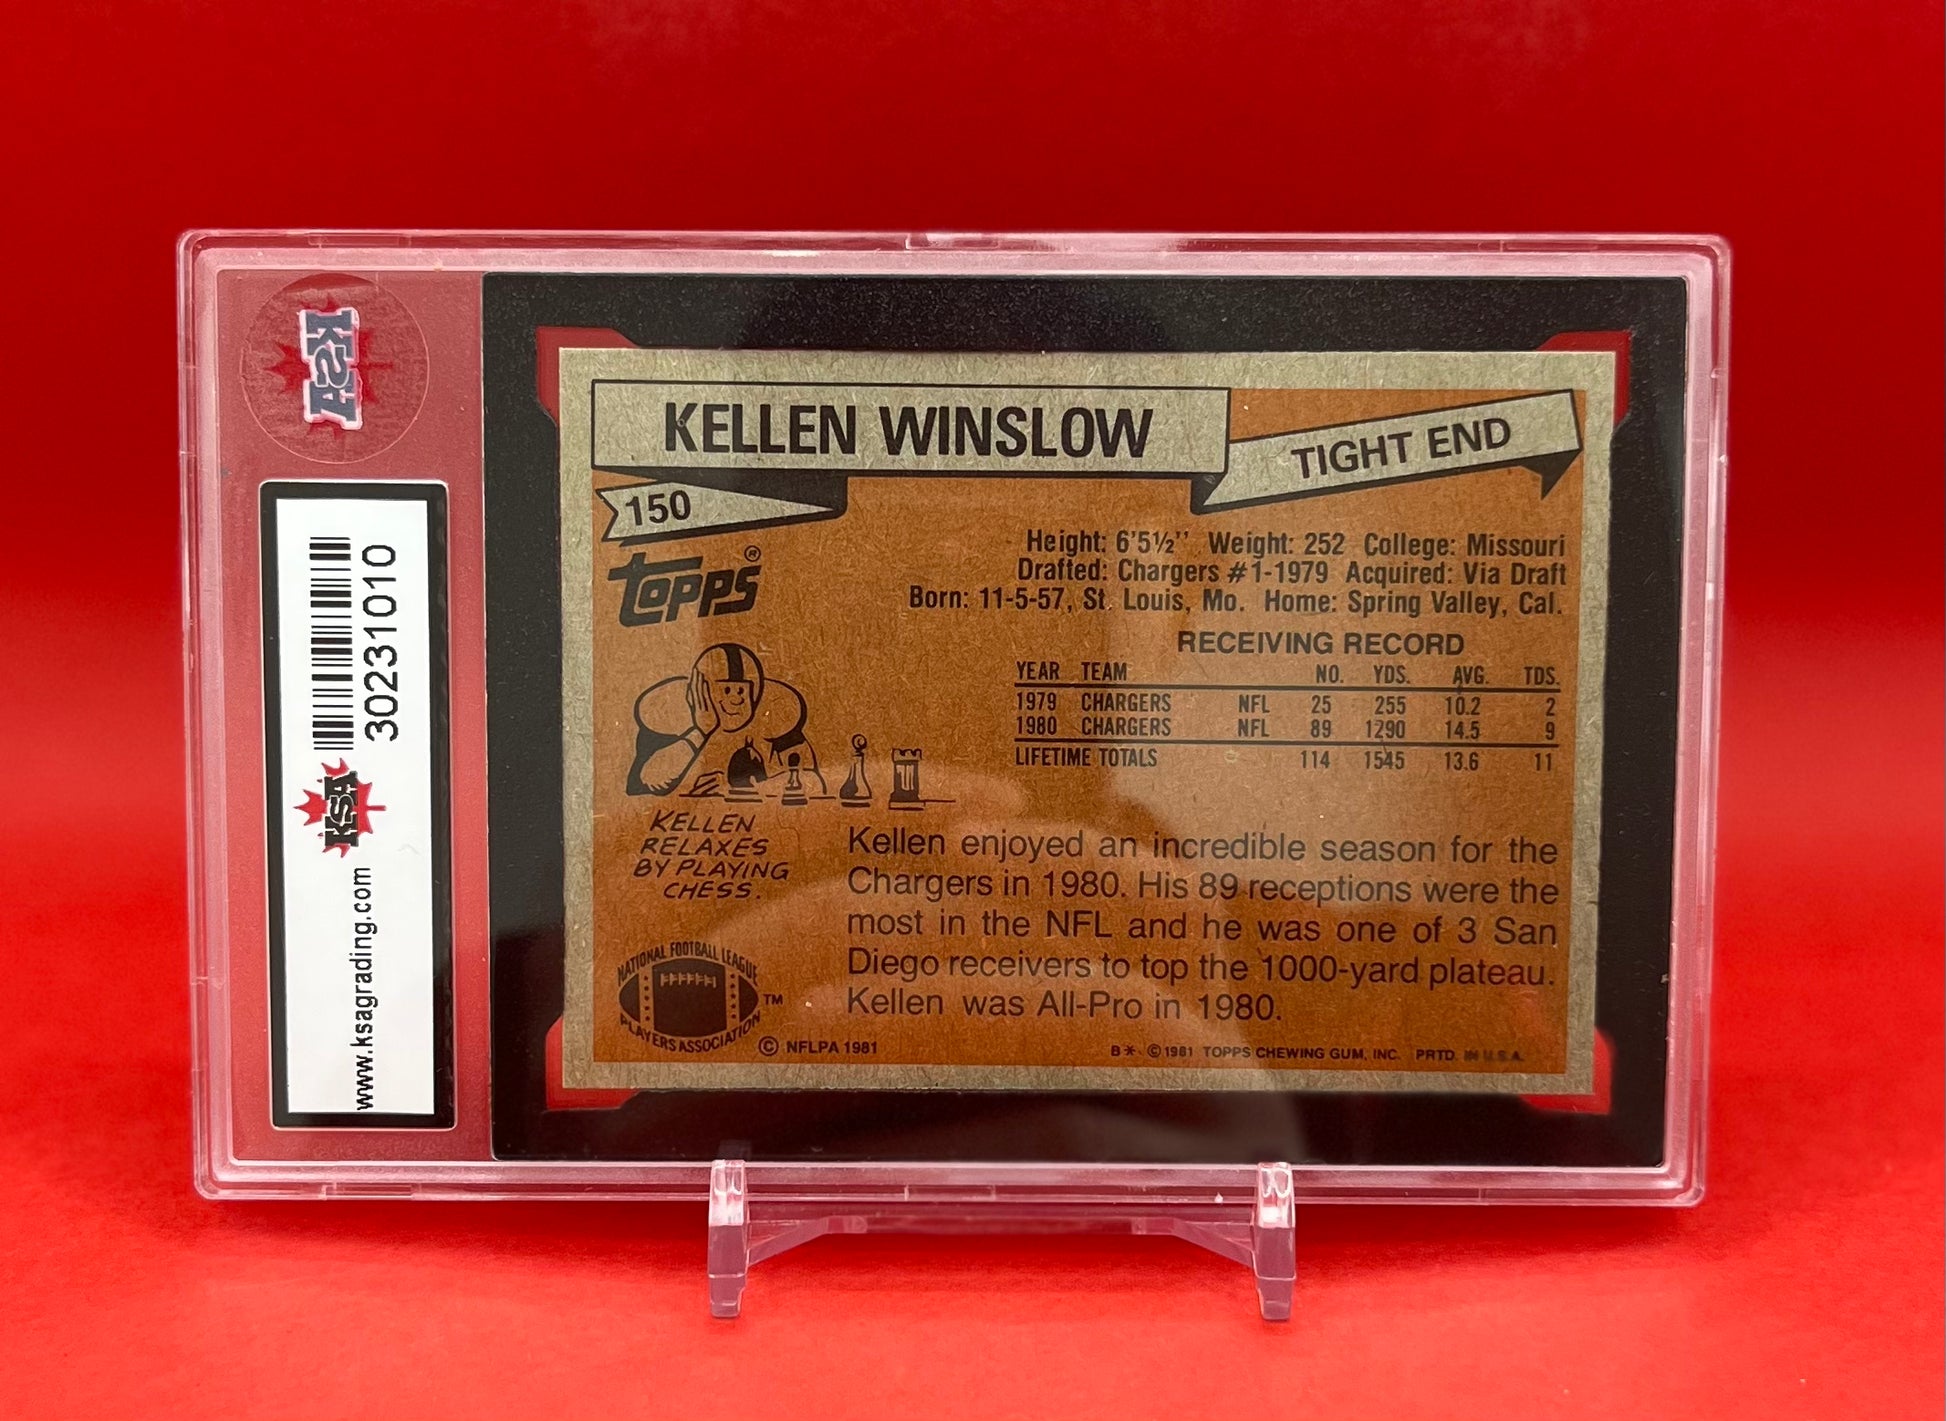 KSA
30231010
KSA
www.ksagrading.com
KELLEN WINSLOW
TIGHT END
150
TOPPS®
Height: 6'5½'' Weight: 252 College: Missouri
Drafted: Chargers #1-1979 Acquired: Via Draft
Born: 11-5-57, St. Louis, Mo. Home: Spring Valley, Cal.
RECEIVING RECORD
YEAR TEAM NO. YDS. AVG. TDS.
1979 CHARGERS NFL 25 255 10.2 2
1980 CHARGERS NFL 89 1290 14.5 9
LIFETIME TOTALS 114 1545 13.6 11
KELLEN
RELAXES
BY PLAYING
CHESS.
Kellen enjoyed an incredible season for the
Chargers in 1980. His 89 receptions were the
most in the NFL and he was one of 3 San
Diego receivers to top the 1000-yard plateau.
Kellen was All-Pro in 1980.
NATIONAL FOOTBALL LEAGUE
PLAYERS ASSOCIATION
TM
© NFLPA 1981
B* ©1981 TOPPS CHEWING GUM, INC. PRTD. IN U.S.A.